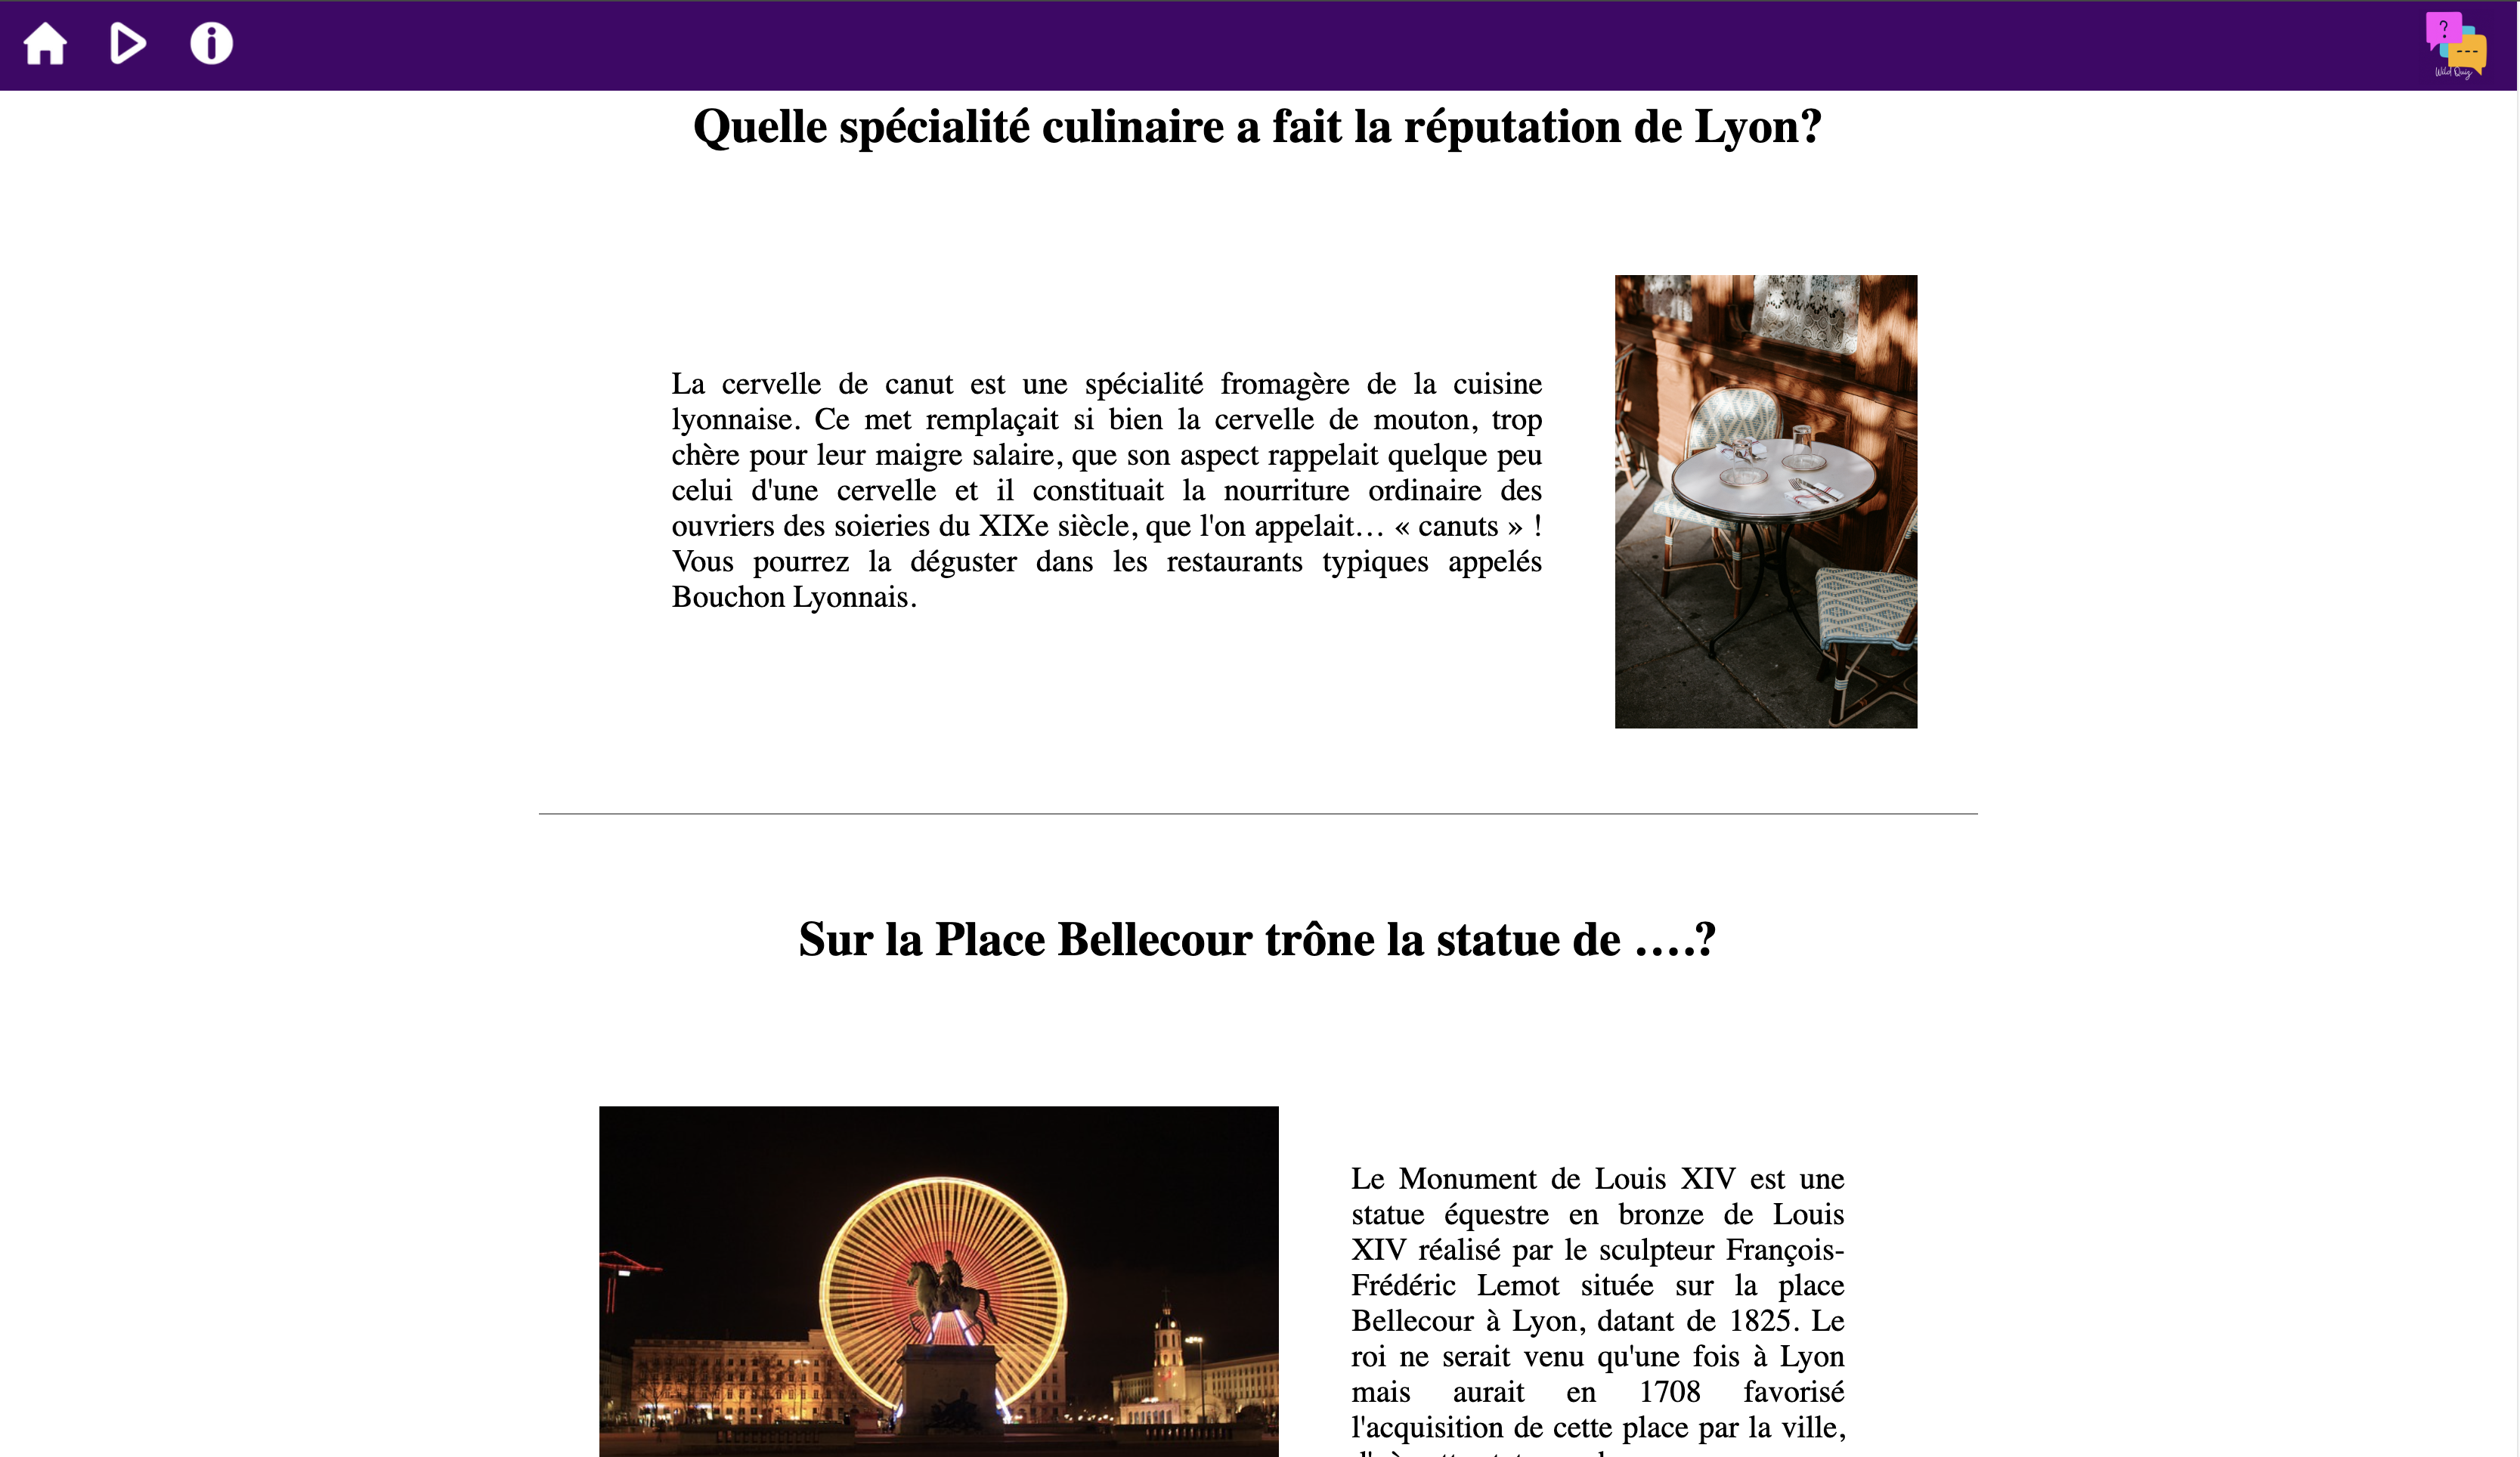 ?
Wild Quiz
Quelle spécialité culinaire a fait la réputation de Lyon?
La cervelle de canut est une spécialité fromagère de la cuisine
lyonnaise. Ce met remplaçait si bien la cervelle de mouton, trop
chère pour leur maigre salaire, que son aspect rappelait quelque peu
celui d'une cervelle et il constituait la nourriture ordinaire des
ouvriers des soieries du XIXe siècle, que l'on appelait… « canuts » !
Vous pourrez la déguster dans les restaurants typiques appelés
Bouchon Lyonnais.
Sur la Place Bellecour trône la statue de ….?
Le Monument de Louis XIV est une
statue équestre en bronze de Louis
XIV réalisé par le sculpteur François-
Frédéric Lemot située sur la place
Bellecour à Lyon, datant de 1825. Le
roi ne serait venu qu'une fois à Lyon
mais aurait en 1708 favorisé
l'acquisition de cette place par la ville,